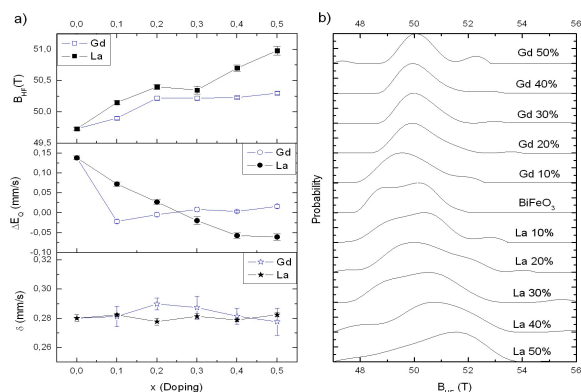 a)
Gd
La
51,0
50,5
50,0
49,5
B_HF(T)
0,0 0,1 0,2 0,3 0,4 0,5
Gd
La
0,15
0,10
0,05
0,00
-0,05
-0,10
ΔE_Q (mm/s)
Gd
La
0,32
0,28
0,26
δ (mm/s)
0,0 0,1 0,2 0,3 0,4 0,5
x (Doping)
b)
48 50 52 54 56
Gd 50%
Gd 40%
Gd 30%
Gd 20%
Gd 10%
BiFeO₃
La 10%
La 20%
La 30%
La 40%
La 50%
Probability
48 50 52 54 56
B_HF (T)